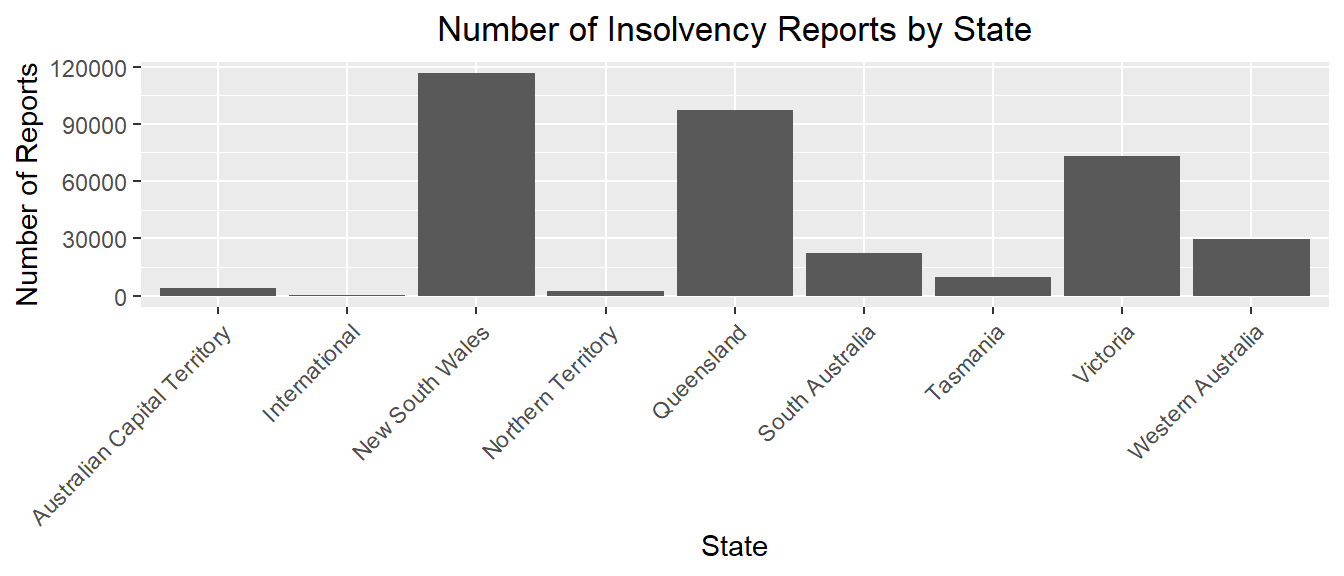 Number of Insolvency Reports by State
Number of Reports
120000
90000
60000
30000
0
Australian Capital Territory
International
New South Wales
Northern Territory
Queensland
South Australia
Tasmania
Victoria
Western Australia
State